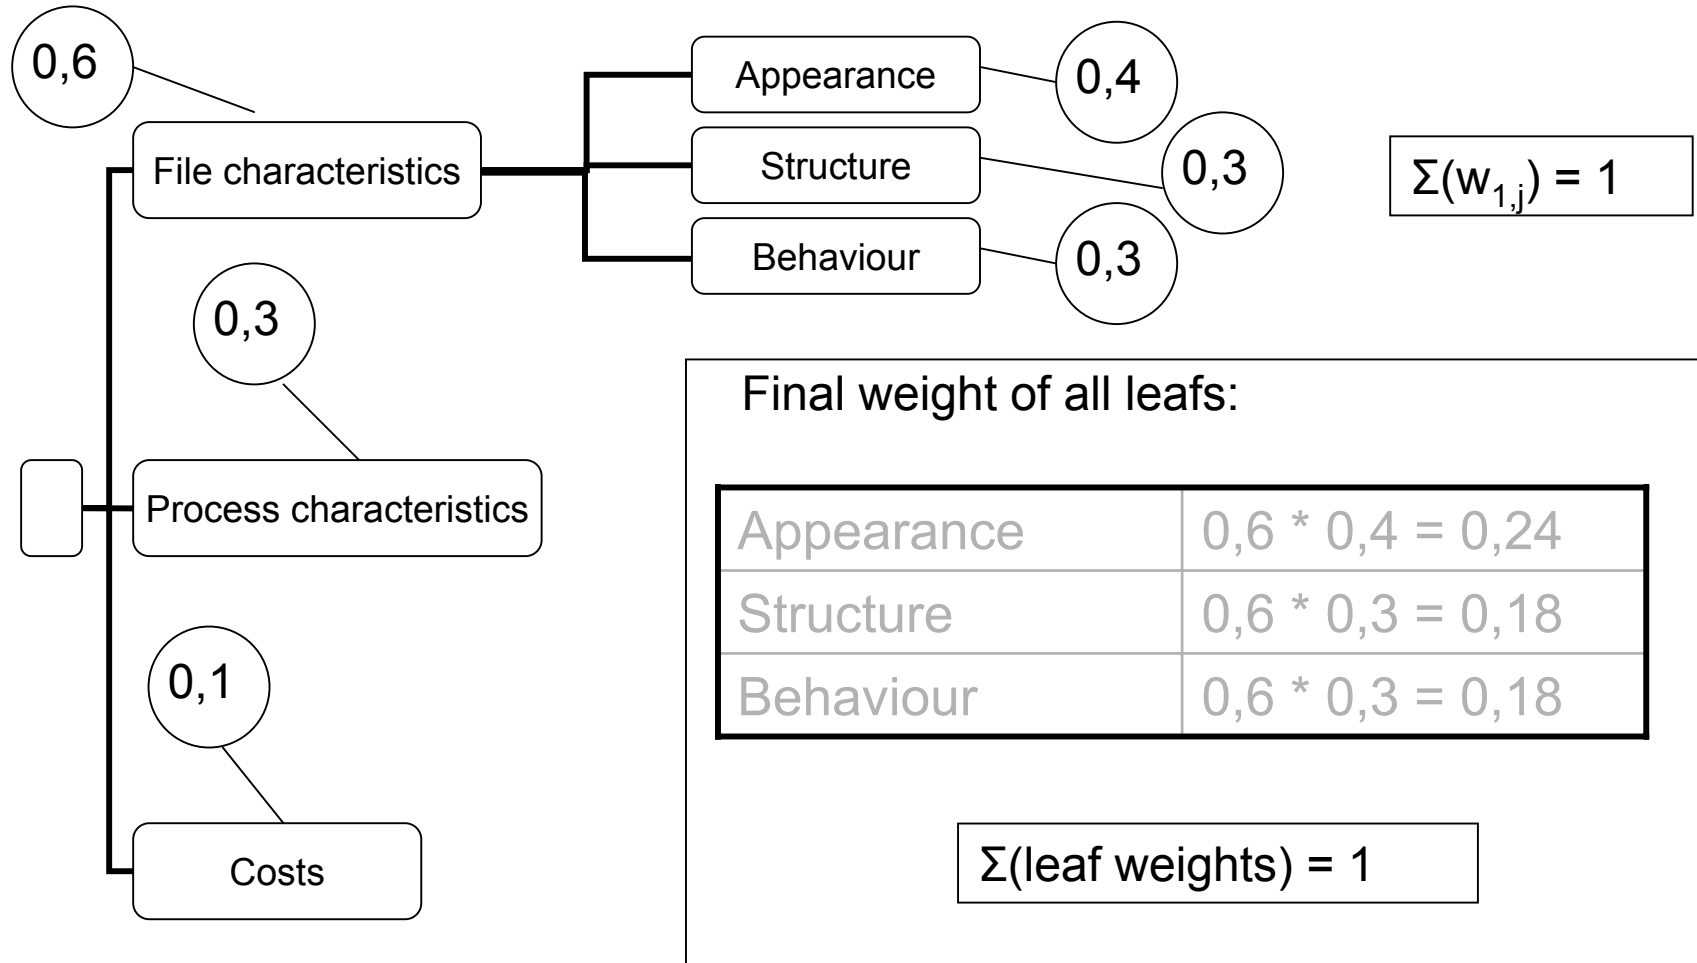 0,6
Appearance
0,4
File characteristics
Structure
0,3
Σ(w1,j) = 1
Behaviour
0,3
0,3
Process characteristics
0,1
Costs
Final weight of all leafs:
Appearance 0,6 * 0,4 = 0,24
Structure 0,6 * 0,3 = 0,18
Behaviour 0,6 * 0,3 = 0,18
Σ(leaf weights) = 1